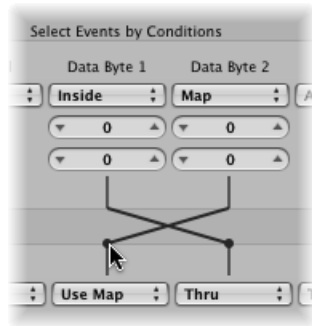 Select Events by Conditions
Data Byte 1 Data Byte 2
Inside Map
0 0
0 0
Use Map Thru